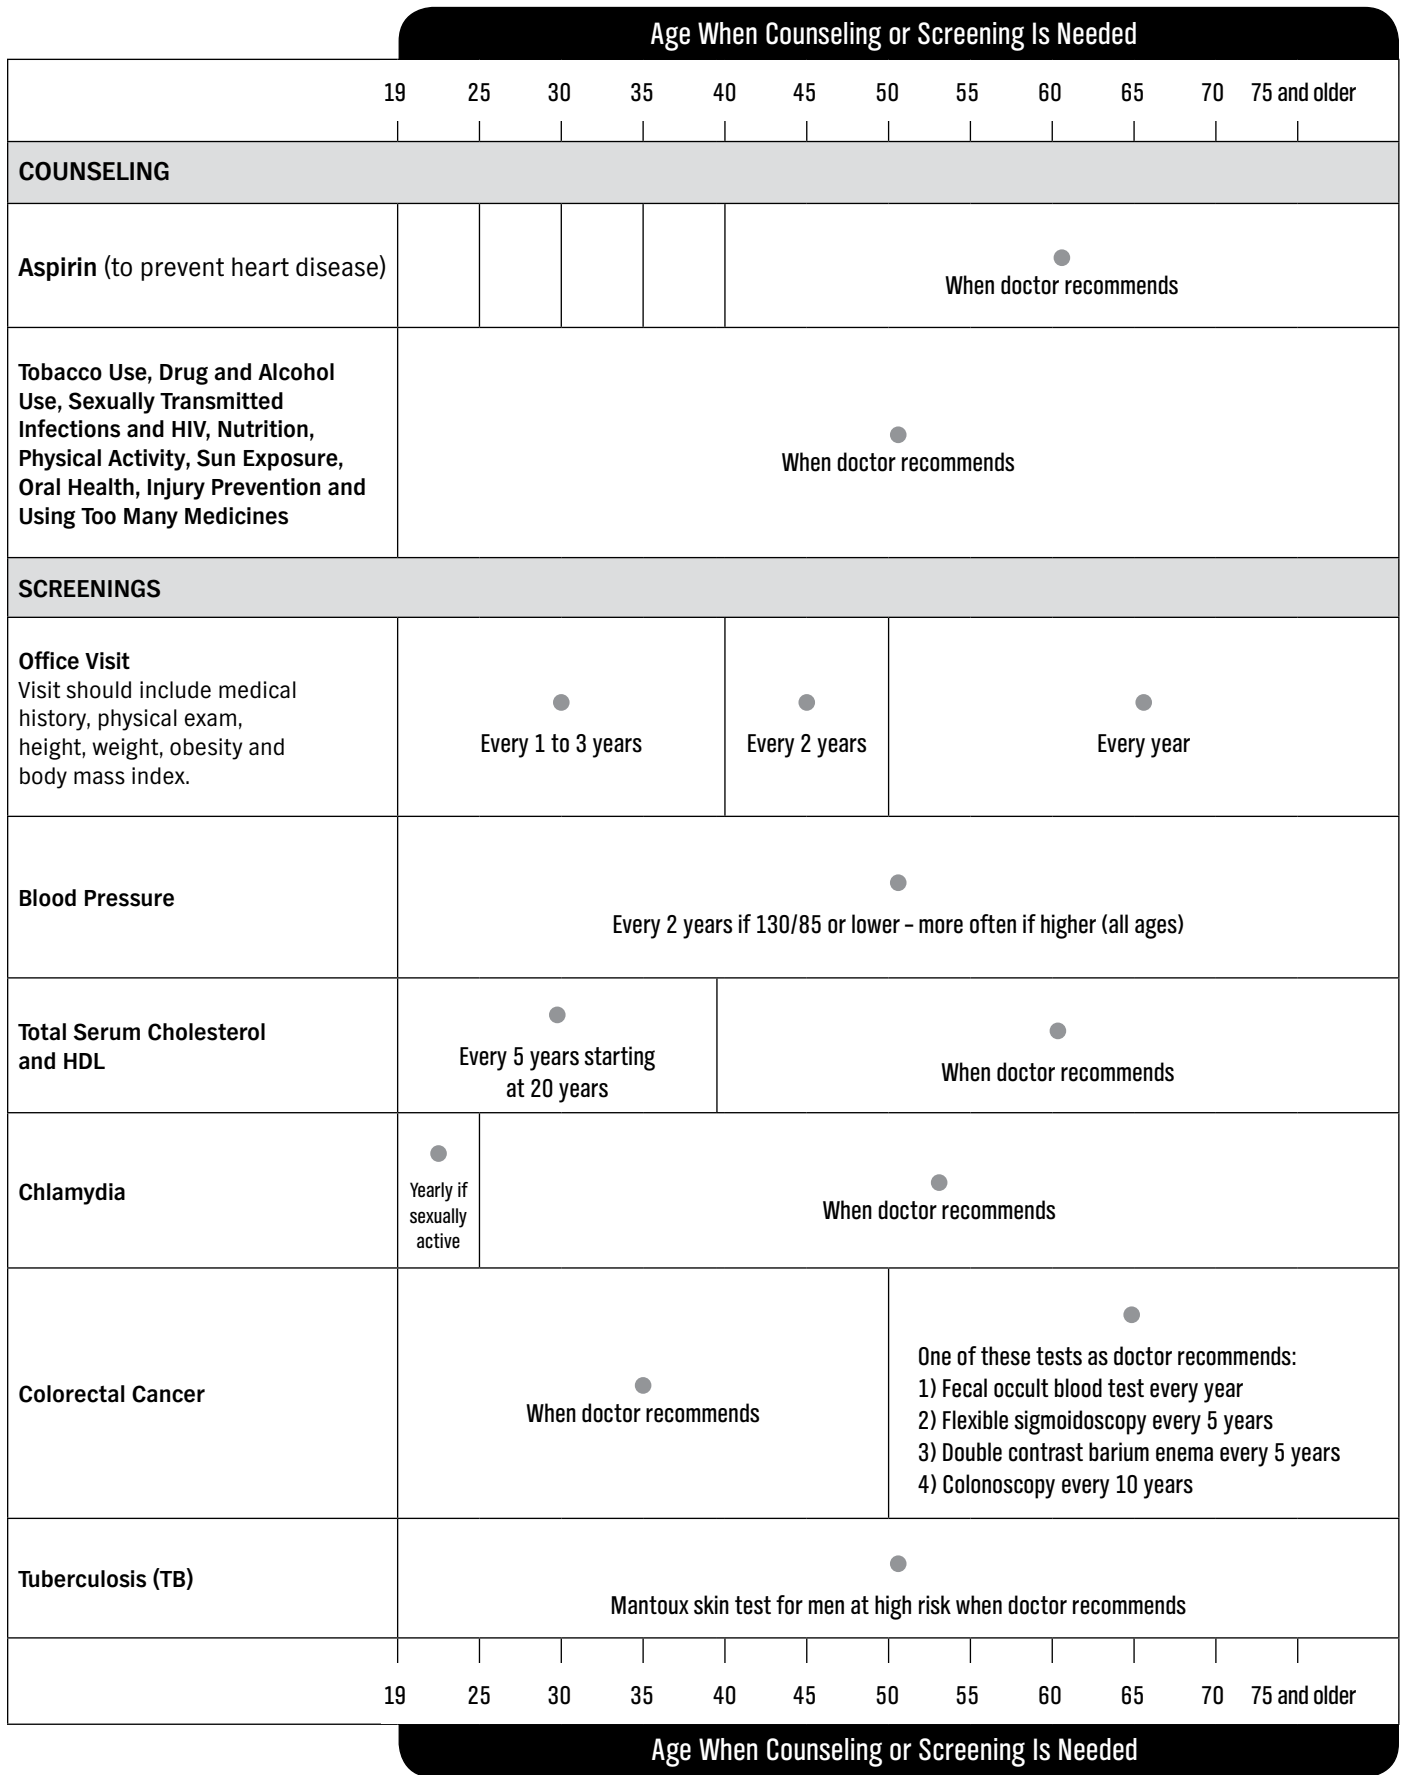 Age When Counseling or Screening Is Needed
19 25 30 35 40 45 50 55 60 65 70 75 and older
COUNSELING
Aspirin (to prevent heart disease)
When doctor recommends
Tobacco Use, Drug and Alcohol
Use, Sexually Transmitted
Infections and HIV, Nutrition,
Physical Activity, Sun Exposure,
Oral Health, Injury Prevention and
Using Too Many Medicines
When doctor recommends
SCREENINGS
Office Visit
Visit should include medical
history, physical exam,
height, weight, obesity and
body mass index.
Every 1 to 3 years
Every 2 years
Every year
Blood Pressure
Every 2 years if 130/85 or lower – more often if higher (all ages)
Total Serum Cholesterol
and HDL
Every 5 years starting
at 20 years
When doctor recommends
Chlamydia
Yearly if
sexually
active
When doctor recommends
Colorectal Cancer
When doctor recommends
One of these tests as doctor recommends:
1) Fecal occult blood test every year
2) Flexible sigmoidoscopy every 5 years
3) Double contrast barium enema every 5 years
4) Colonoscopy every 10 years
Tuberculosis (TB)
Mantoux skin test for men at high risk when doctor recommends
19 25 30 35 40 45 50 55 60 65 70 75 and older
Age When Counseling or Screening Is Needed